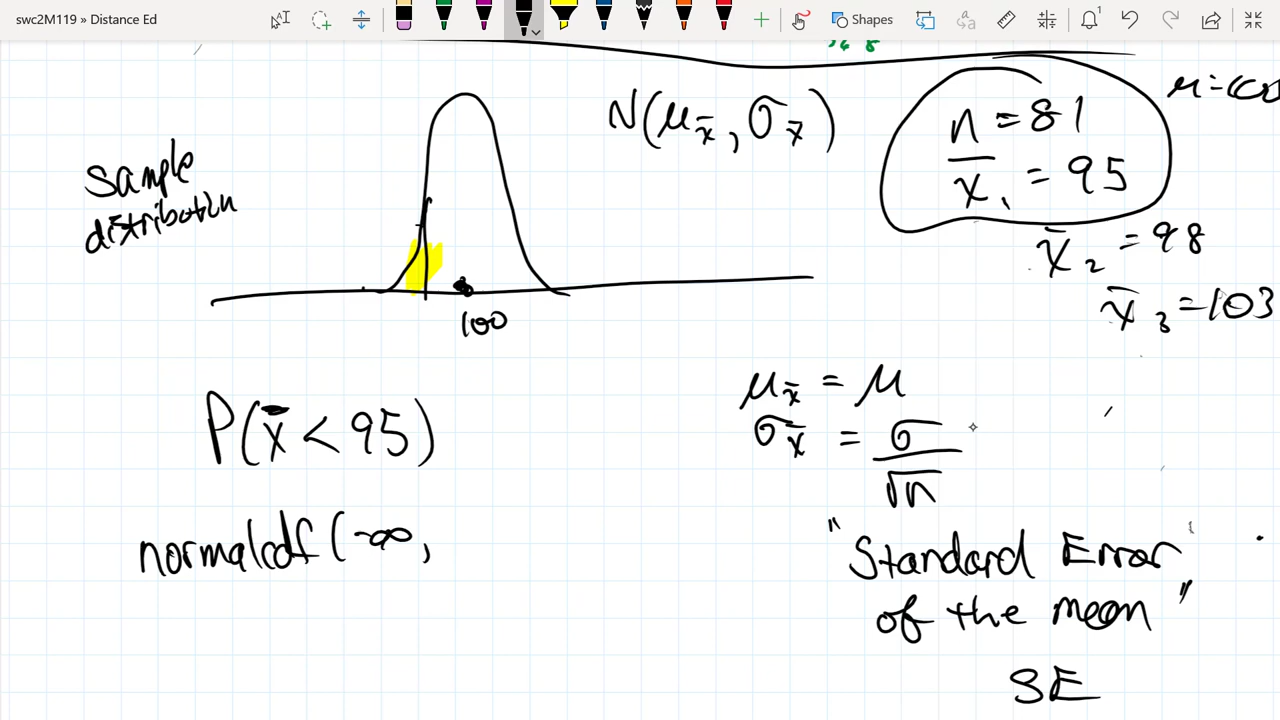 swc2M119 » Distance Ed
Shapes
N(μx̄, σx̄)
n = 81
x̄₁ = 95
x̄₂ = 98
x̄₃ = 103
sample
distribution
100
P(x̄ < 95)
normalcdf(-∞,
μx̄ = μ
σx̄ = σ/√n
"Standard Error
of the mean"
SE